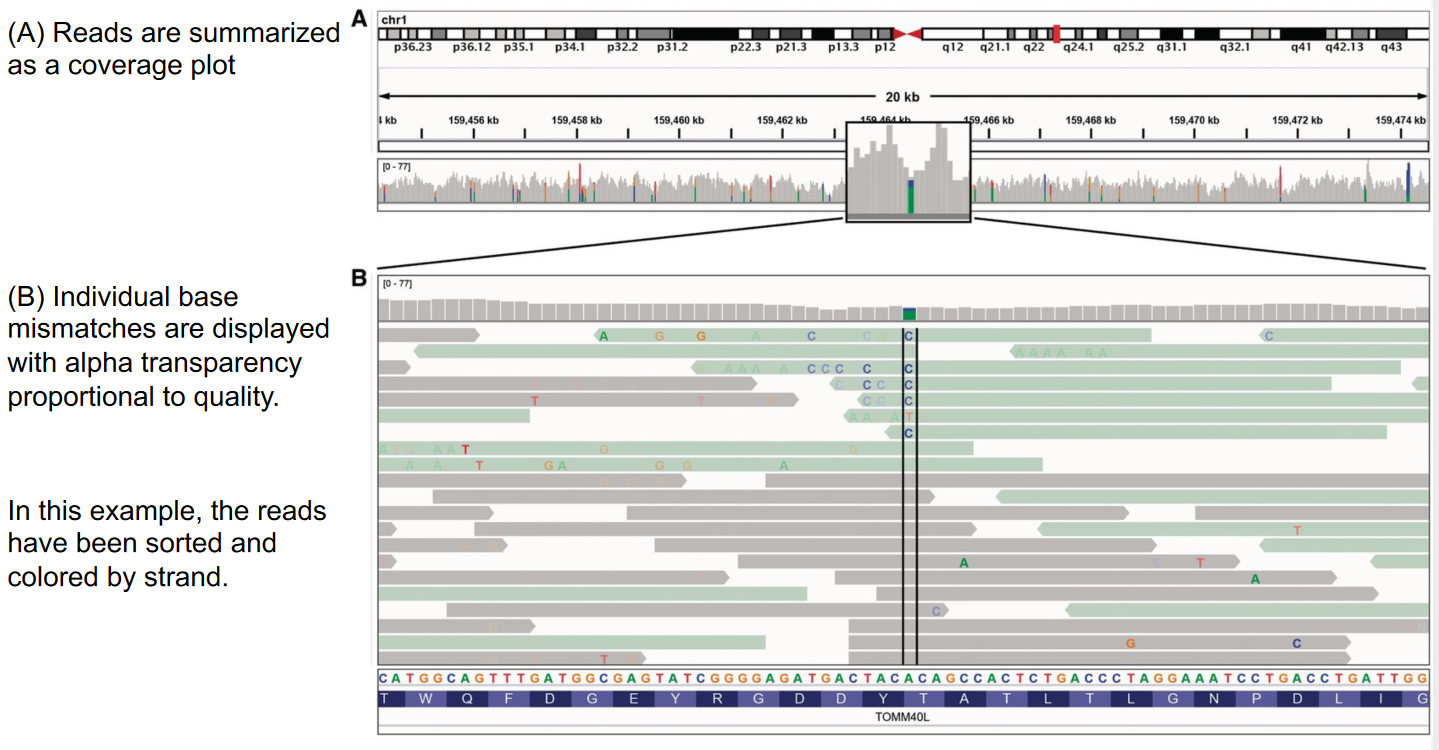 (A) Reads are summarized
as a coverage plot
A
chr1
p36.23 p36.12 p35.1 p34.1 p32.2 p31.2 p22.3 p21.3 p13.3 p12 q12 q21.1 q22 q24.1 q25.2 q31.1 q32.1 q41 q42.13 q43
20 kb
kb 159,456 kb 159,458 kb 159,460 kb 159,462 kb 159,464 kb 159,466 kb 159,468 kb 159,470 kb 159,472 kb 159,474 kb
[0 - 77]
(B) Individual base
mismatches are displayed
with alpha transparency
proportional to quality.
In this example, the reads
have been sorted and
colored by strand.
B
[0 - 77]
A G G A C C A C C
A A A A A A
A A A A C C C C C
C C C C
T T C C C
A A A T
C
A T A A T G G
A A T G A G G A
T
A C T
A
C
G C
T
CATGGCAGTTTGATGGCGAGTATCGGGGAGATGACTACACAGCCACTCTGACCCTAGGAAATCCTGACCTGATTGG
T W Q F D G E Y R G D D Y T A T L T L G N P D L I G
TOMM40L